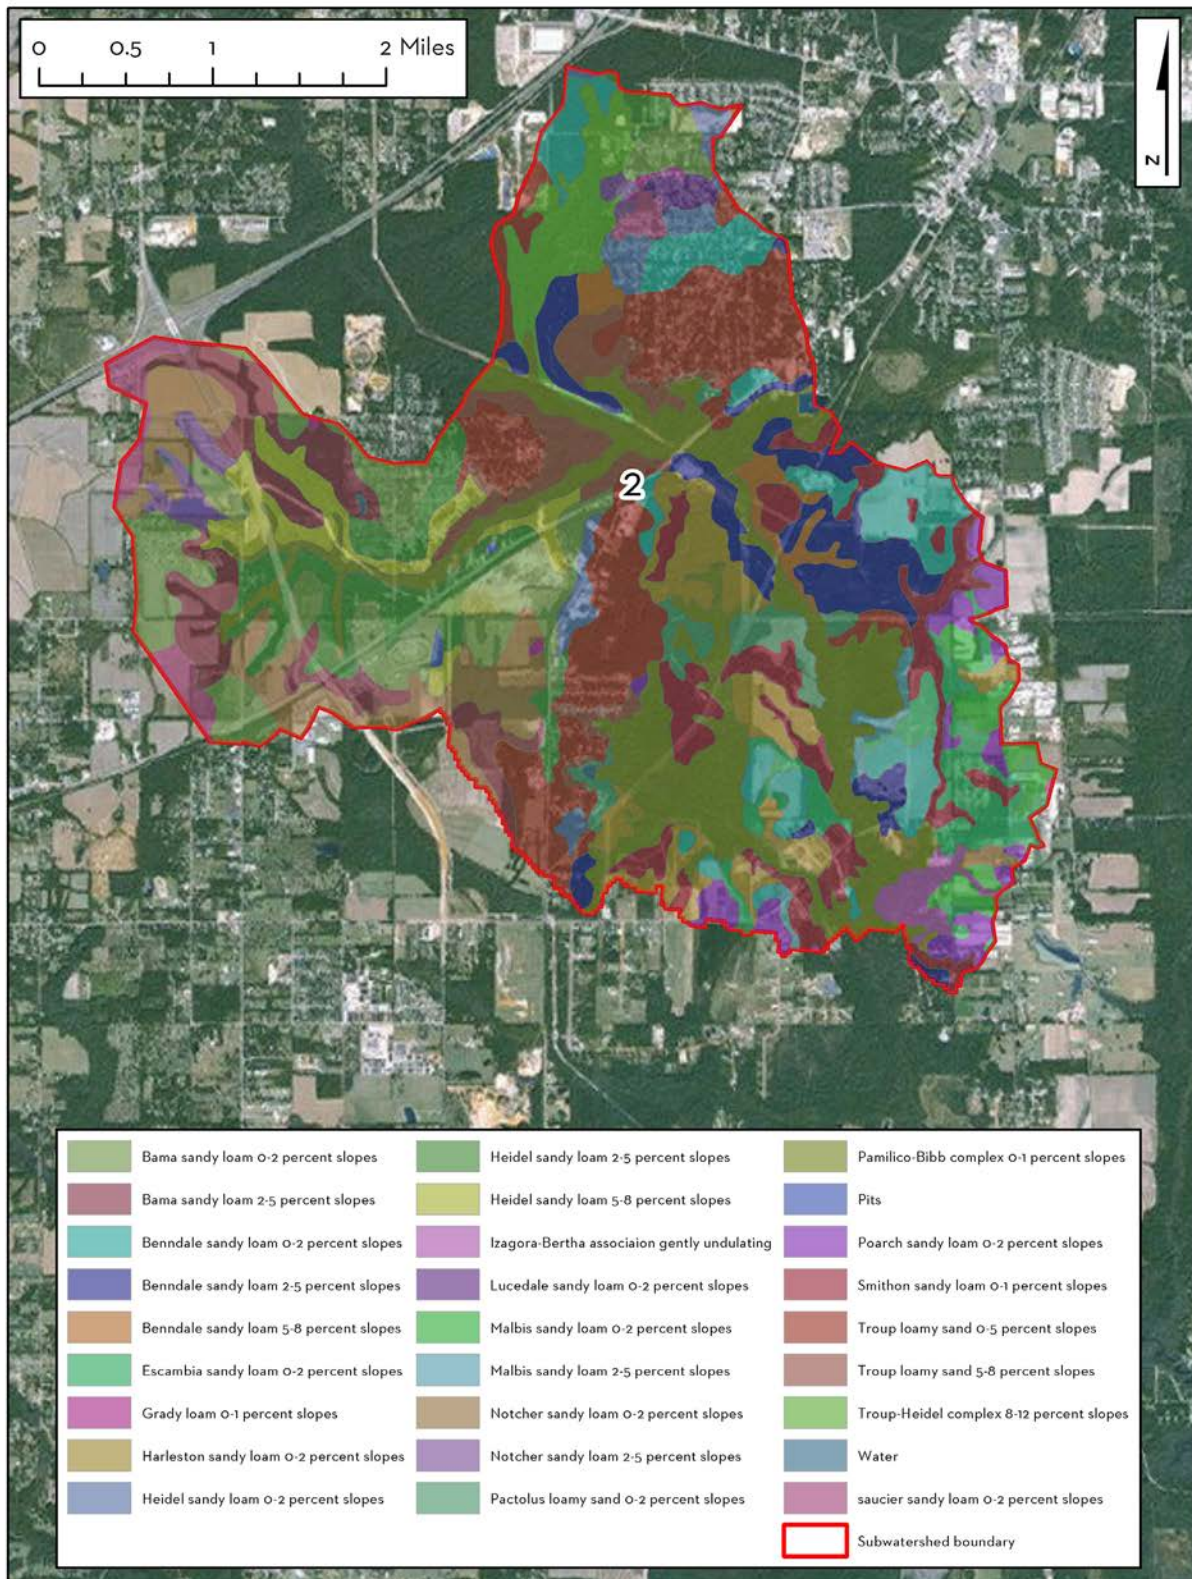 0 0.5 1 2 Miles
N
2
Bama sandy loam 0-2 percent slopes
Bama sandy loam 2-5 percent slopes
Benndale sandy loam 0-2 percent slopes
Benndale sandy loam 2-5 percent slopes
Benndale sandy loam 5-8 percent slopes
Escambia sandy loam 0-2 percent slopes
Grady loam 0-1 percent slopes
Harleston sandy loam 0-2 percent slopes
Heidel sandy loam 0-2 percent slopes
Heidel sandy loam 2-5 percent slopes
Heidel sandy loam 5-8 percent slopes
Izagora-Bertha associaion gently undulating
Lucedale sandy loam 0-2 percent slopes
Malbis sandy loam 0-2 percent slopes
Malbis sandy loam 2-5 percent slopes
Notcher sandy loam 0-2 percent slopes
Notcher sandy loam 2-5 percent slopes
Pactolus loamy sand 0-2 percent slopes
Pamilico-Bibb complex 0-1 percent slopes
Pits
Poarch sandy loam 0-2 percent slopes
Smithon sandy loam 0-1 percent slopes
Troup loamy sand 0-5 percent slopes
Troup loamy sand 5-8 percent slopes
Troup-Heidel complex 8-12 percent slopes
Water
saucier sandy loam 0-2 percent slopes
Subwatershed boundary